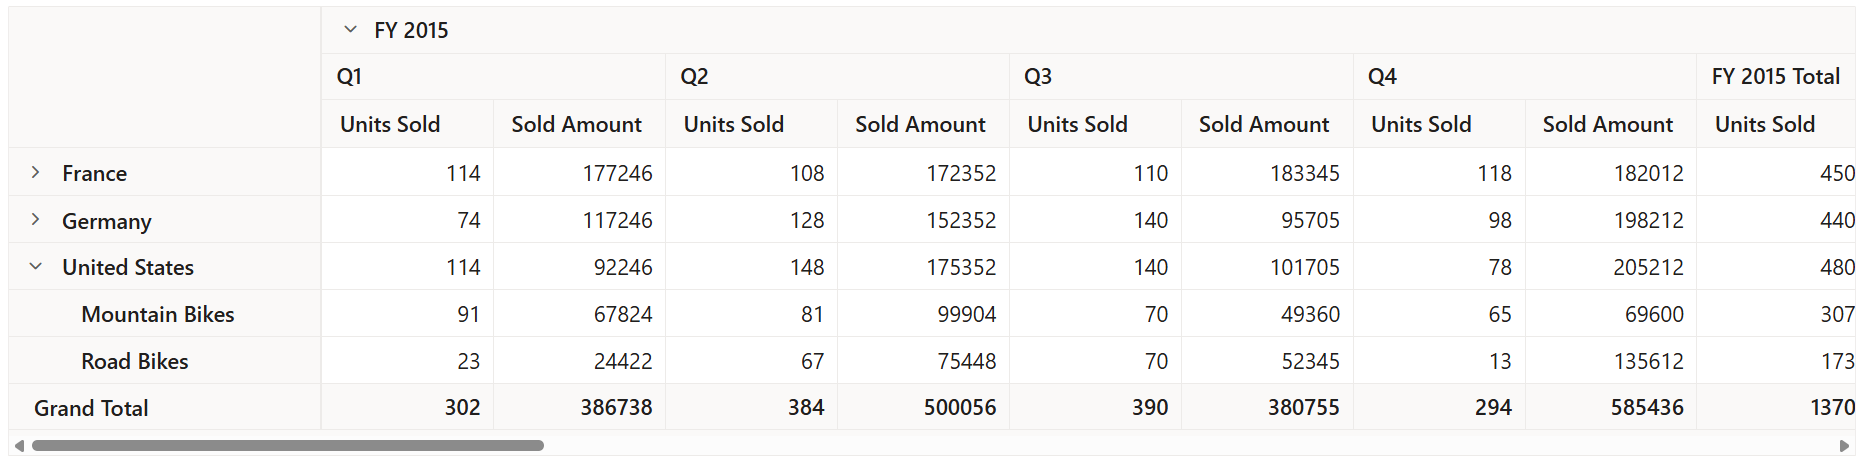 FY 2015
Q1 Q2 Q3 Q4 FY 2015 Total
Units Sold Sold Amount Units Sold Sold Amount Units Sold Sold Amount Units Sold Sold Amount Units Sold
France 114 177246 108 172352 110 183345 118 182012 450
Germany 74 117246 128 152352 140 95705 98 198212 440
United States 114 92246 148 175352 140 101705 78 205212 480
Mountain Bikes 91 67824 81 99904 70 49360 65 69600 307
Road Bikes 23 24422 67 75448 70 52345 13 135612 173
Grand Total 302 386738 384 500056 390 380755 294 585436 1370